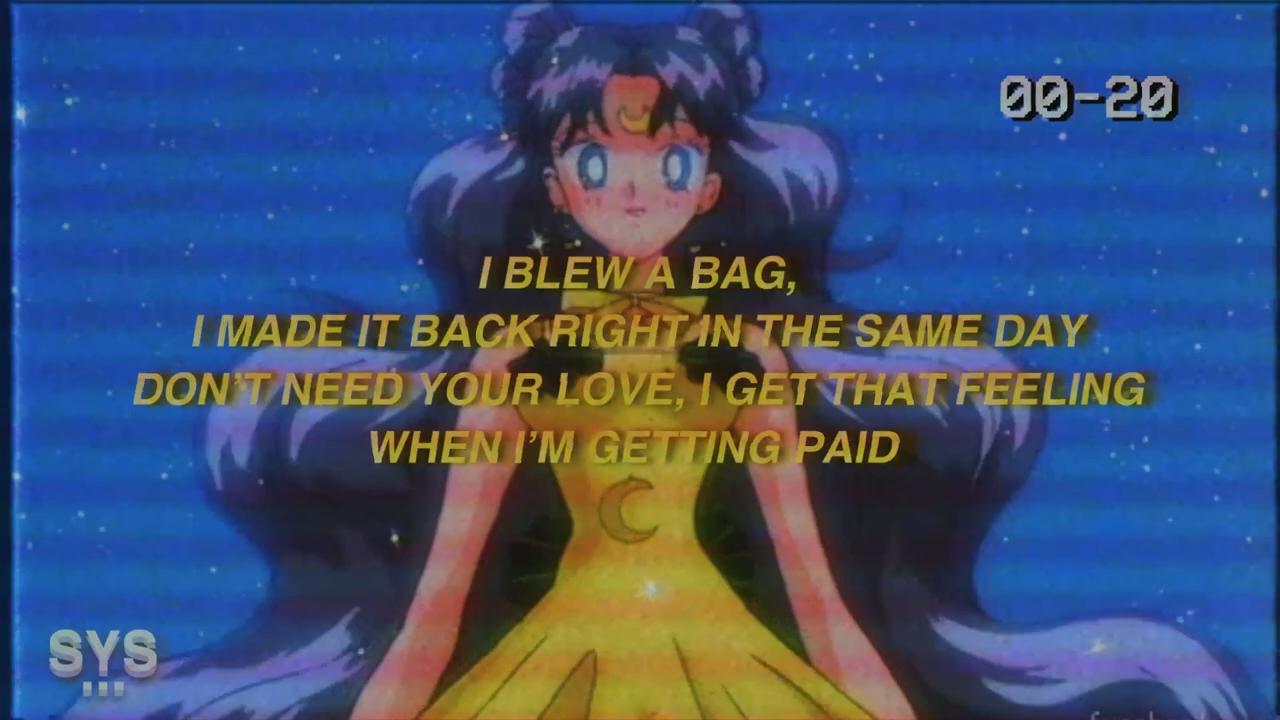 00-20
I BLEW A BAG,
I MADE IT BACK RIGHT IN THE SAME DAY
DON'T NEED YOUR LOVE, I GET THAT FEELING
WHEN I'M GETTING PAID
SYS